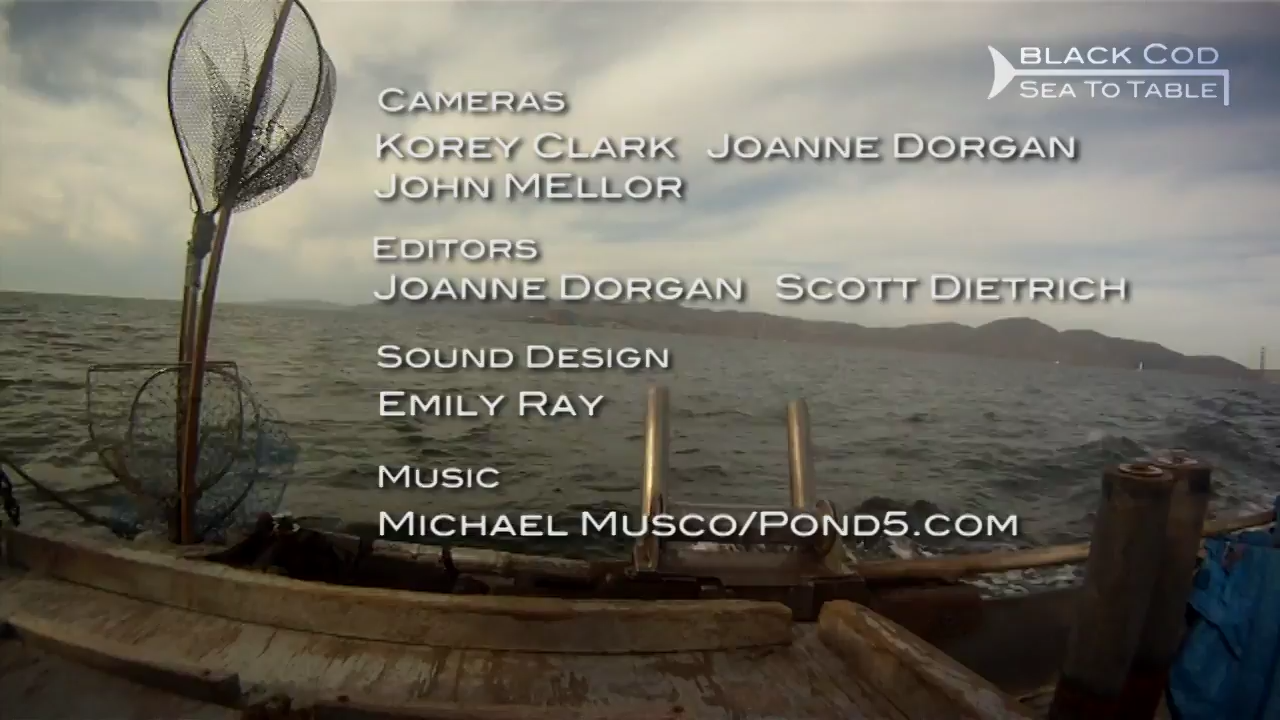 Black Cod
Sea To Table
Cameras
Korey Clark Joanne Dorgan
John MEllor
Editors
Joanne Dorgan Scott Dietrich
Sound Design
Emily Ray
Music
Michael Musco/Pond5.com